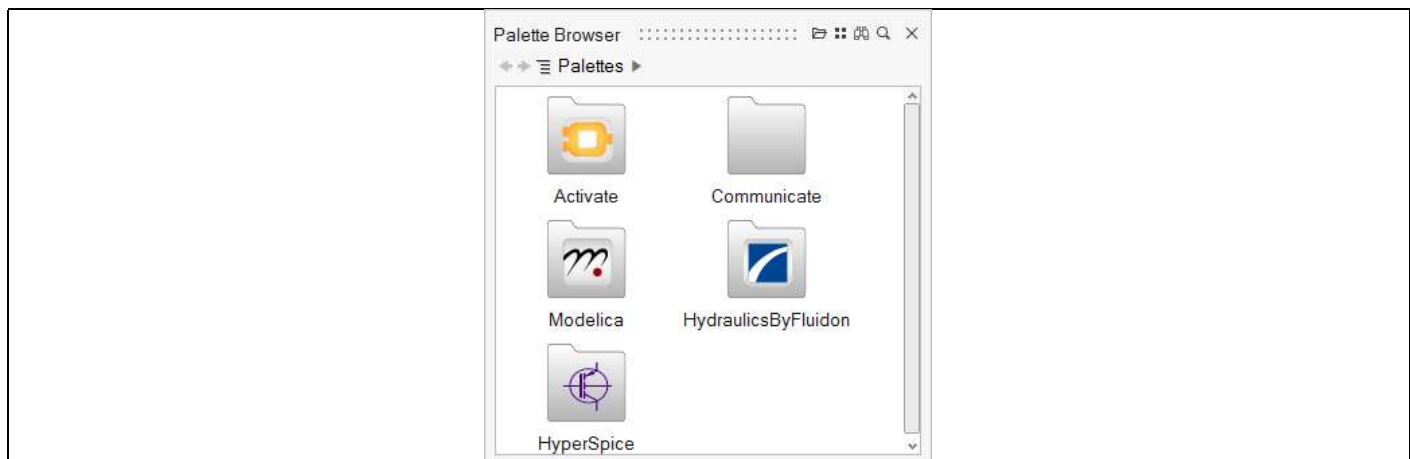 Palette Browser
Palettes
Activate Communicate
Modelica HydraulicsByFluidon
HyperSpice